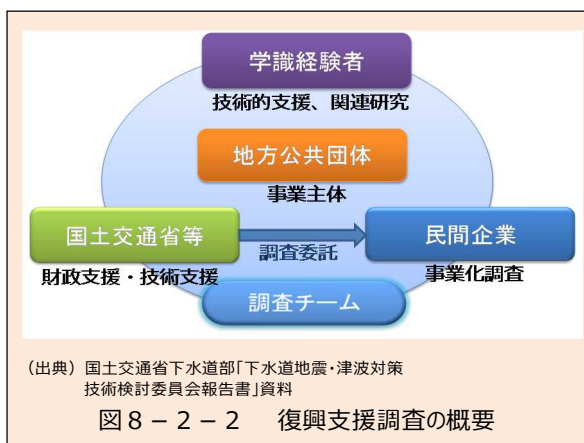 学識経験者
技術的支援、関連研究
地方公共団体
事業主体
国土交通省等
財政支援・技術支援
調査委託
民間企業
事業化調査
調査チーム
（出典）国土交通省下水道部「下水道地震・津波対策
技術検討委員会報告書」資料
図８－２－２　復興支援調査の概要